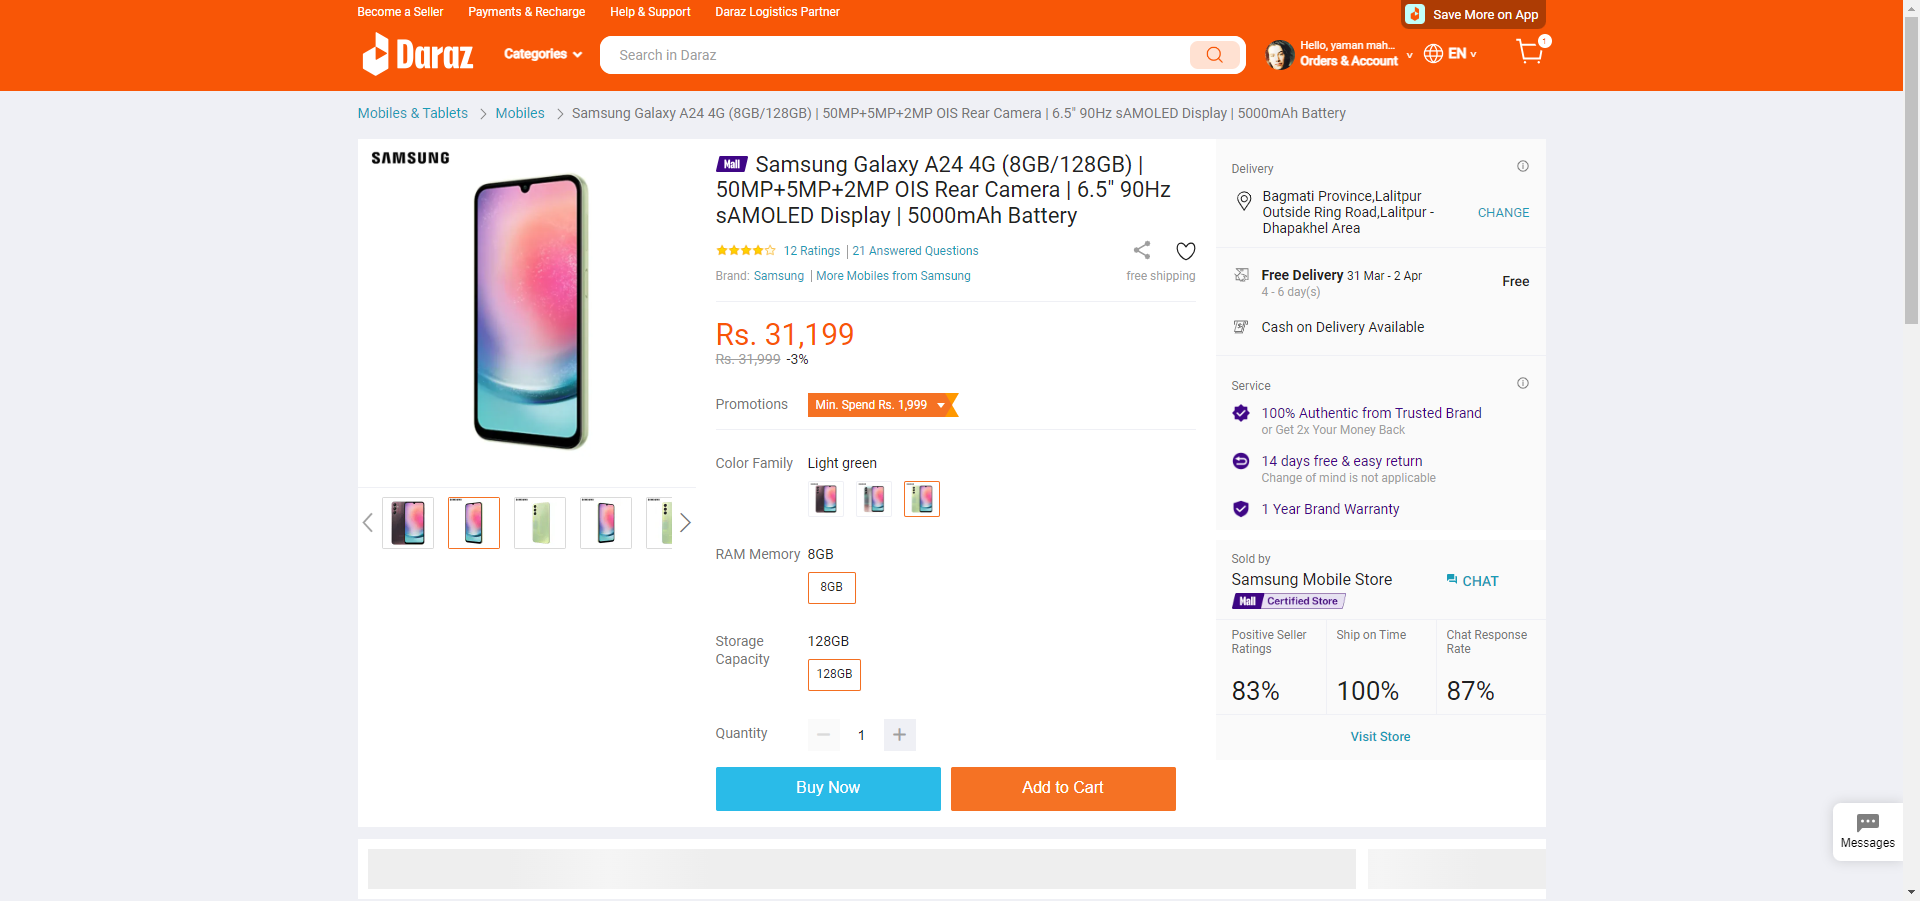 Become a Seller
Payments & Recharge
Help & Support
Daraz Logistics Partner
Save More on App
Daraz
Categories
Search in Daraz
Hello, yaman mah...
Orders & Account
EN
1
Mobiles & Tablets
Mobiles
Samsung Galaxy A24 4G (8GB/128GB) | 50MP+5MP+2MP OIS Rear Camera | 6.5" 90Hz sAMOLED Display | 5000mAh Battery
SAMSUNG
Mall Samsung Galaxy A24 4G (8GB/128GB) |
50MP+5MP+2MP OIS Rear Camera | 6.5" 90Hz
sAMOLED Display | 5000mAh Battery
12 Ratings | 21 Answered Questions
Brand: Samsung | More Mobiles from Samsung
free shipping
Rs. 31,199
Rs. 31,999 -3%
Promotions
Min. Spend Rs. 1,999
Color Family
Light green
RAM Memory
8GB
8GB
Storage
Capacity
128GB
128GB
Quantity
1
Buy Now
Add to Cart
Delivery
Bagmati Province,Lalitpur
Outside Ring Road,Lalitpur -
Dhapakhel Area
CHANGE
Free Delivery 31 Mar - 2 Apr
4 - 6 day(s)
Free
Cash on Delivery Available
Service
100% Authentic from Trusted Brand
or Get 2x Your Money Back
14 days free & easy return
Change of mind is not applicable
1 Year Brand Warranty
Sold by
Samsung Mobile Store
CHAT
Mall Certified Store
Positive Seller
Ratings
83%
Ship on Time
100%
Chat Response
Rate
87%
Visit Store
Messages